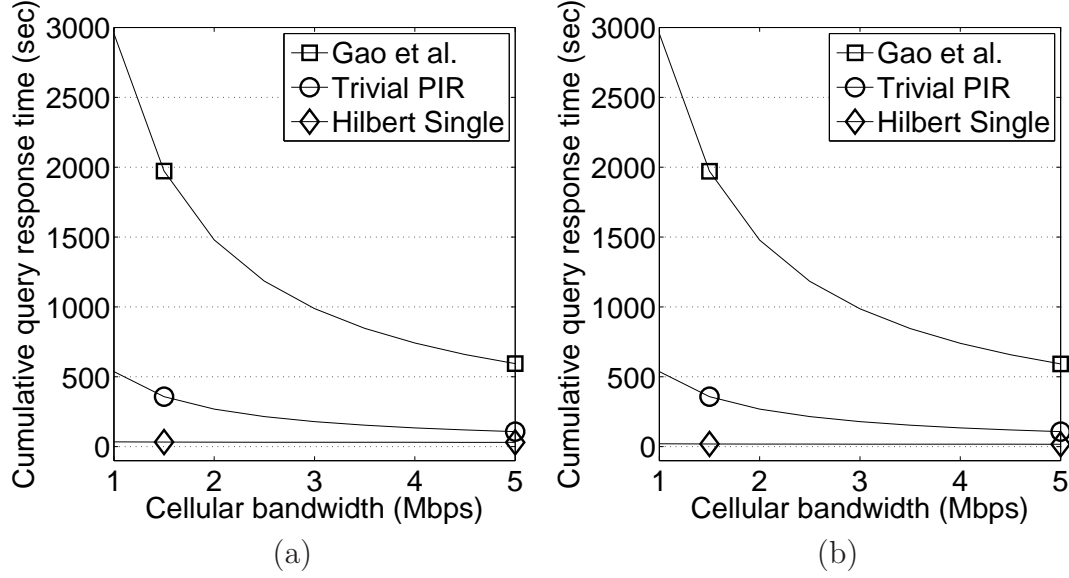 Cumulative query response time (sec)
3000
2500
2000
1500
1000
500
0
Gao et al.
Trivial PIR
Hilbert Single
1 2 3 4 5
Cellular bandwidth (Mbps)
(a)
Cumulative query response time (sec)
3000
2500
2000
1500
1000
500
0
Gao et al.
Trivial PIR
Hilbert Single
1 2 3 4 5
Cellular bandwidth (Mbps)
(b)